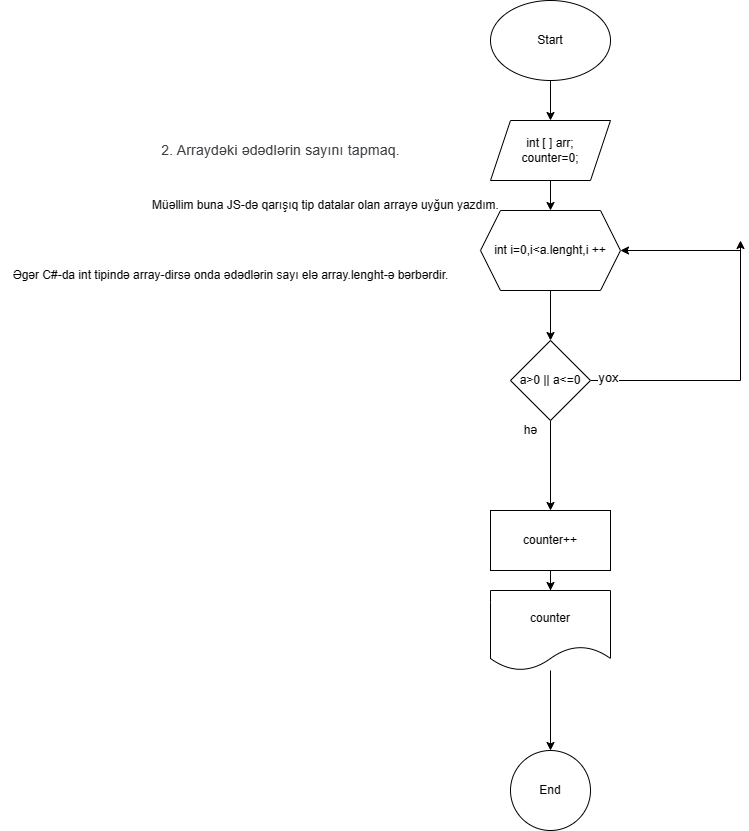 Start
2. Arraydəki ədədlərin sayını tapmaq.
int [ ] arr;
counter=0;
Müəllim buna JS-də qarışıq tip datalar olan arrayə uyğun yazdım.
int i=0,i<a.lenght,i ++
Əgər C#-da int tipində array-dirsə onda ədədlərin sayı elə array.lenght-ə bərbərdir.
a>0 || a<=0
yox
hə
counter++
counter
End